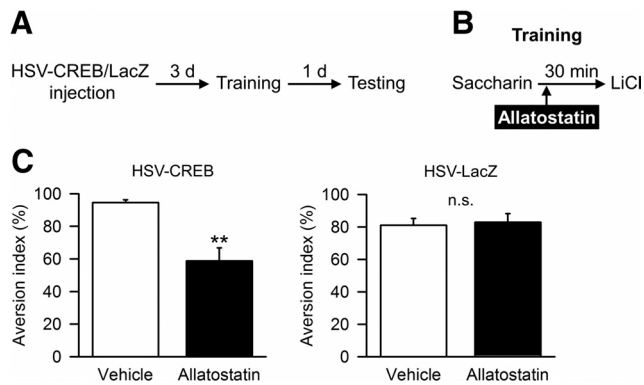 A
HSV-CREB/LacZ injection
3 d
Training
1 d
Testing
B
Training
Saccharin
30 min
LiCl
Allatostatin
C
HSV-CREB
Aversion index (%)
100
80
60
40
20
0
**
Vehicle
Allatostatin
HSV-LacZ
n.s.
Aversion index (%)
100
80
60
40
20
0
Vehicle
Allatostatin